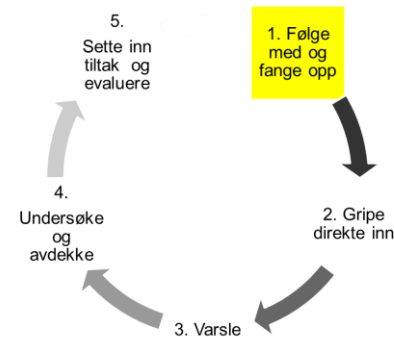 1. Følge
med og
fange opp
2. Gripe
direkte inn
3. Varsle
4.
Undersøke
og
avdekke
5.
Sette inn
tiltak og
evaluere